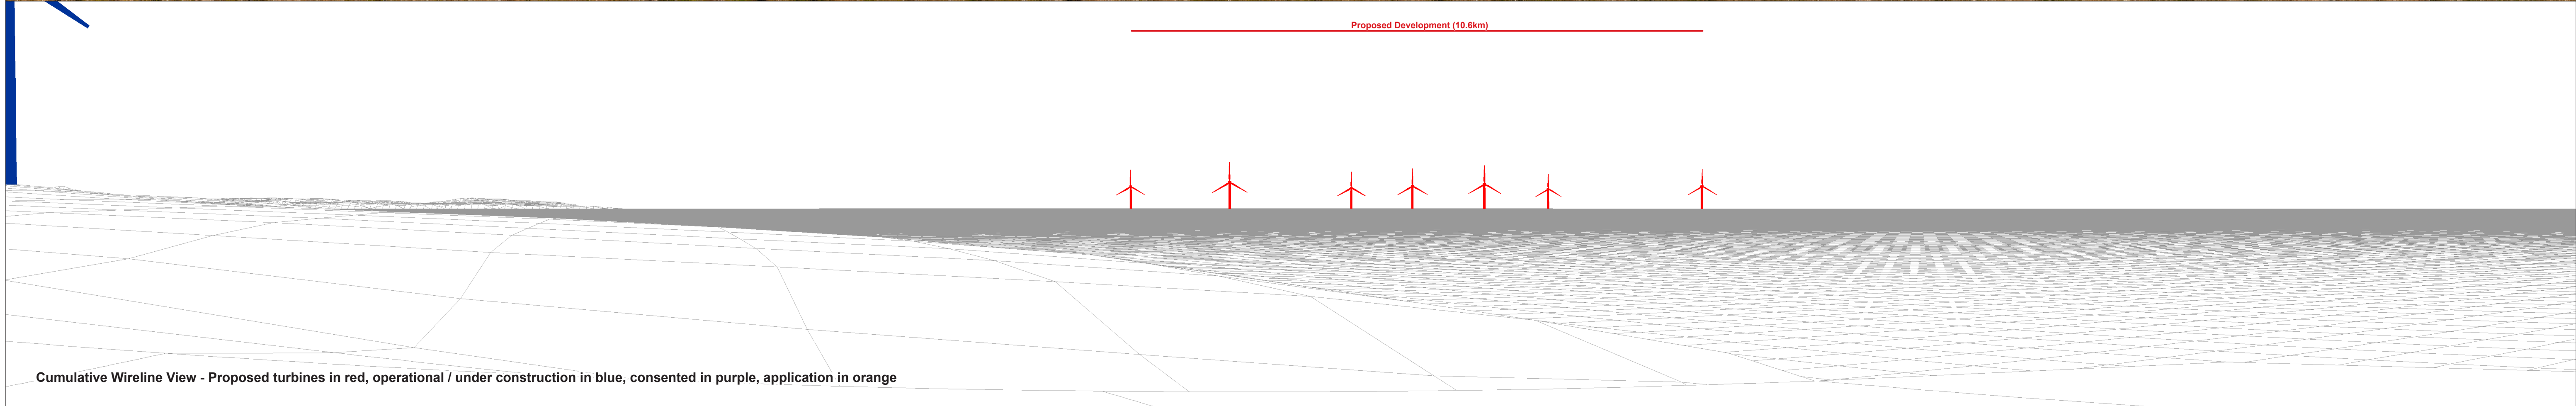 Proposed Development (10.6km)
Cumulative Wireline View - Proposed turbines in red, operational / under construction in blue, consented in purple, application in orange